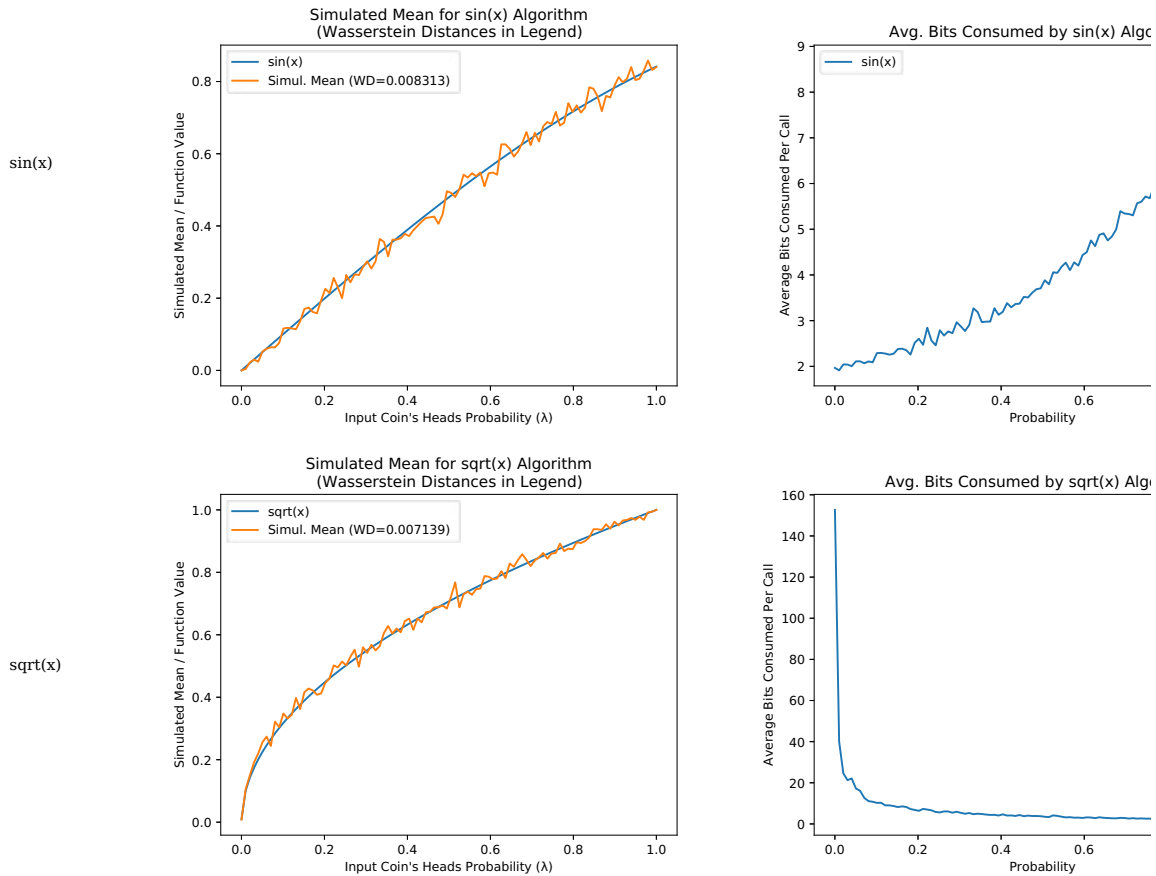 sin(x)
Simulated Mean for sin(x) Algorithm
(Wasserstein Distances in Legend)
sin(x)
Simul. Mean (WD=0.008313)
Simulated Mean / Function Value
0.8
0.6
0.4
0.2
0.0
0.0 0.2 0.4 0.6 0.8 1.0
Input Coin's Heads Probability (λ)
Avg. Bits Consumed by sin(x) Algo
sin(x)
Average Bits Consumed Per Call
9
8
7
6
5
4
3
2
0.0 0.2 0.4 0.6
Probability
sqrt(x)
Simulated Mean for sqrt(x) Algorithm
(Wasserstein Distances in Legend)
sqrt(x)
Simul. Mean (WD=0.007139)
Simulated Mean / Function Value
1.0
0.8
0.6
0.4
0.2
0.0
0.0 0.2 0.4 0.6 0.8 1.0
Input Coin's Heads Probability (λ)
Avg. Bits Consumed by sqrt(x) Algo
Average Bits Consumed Per Call
160
140
120
100
80
60
40
20
0
0.0 0.2 0.4 0.6
Probability